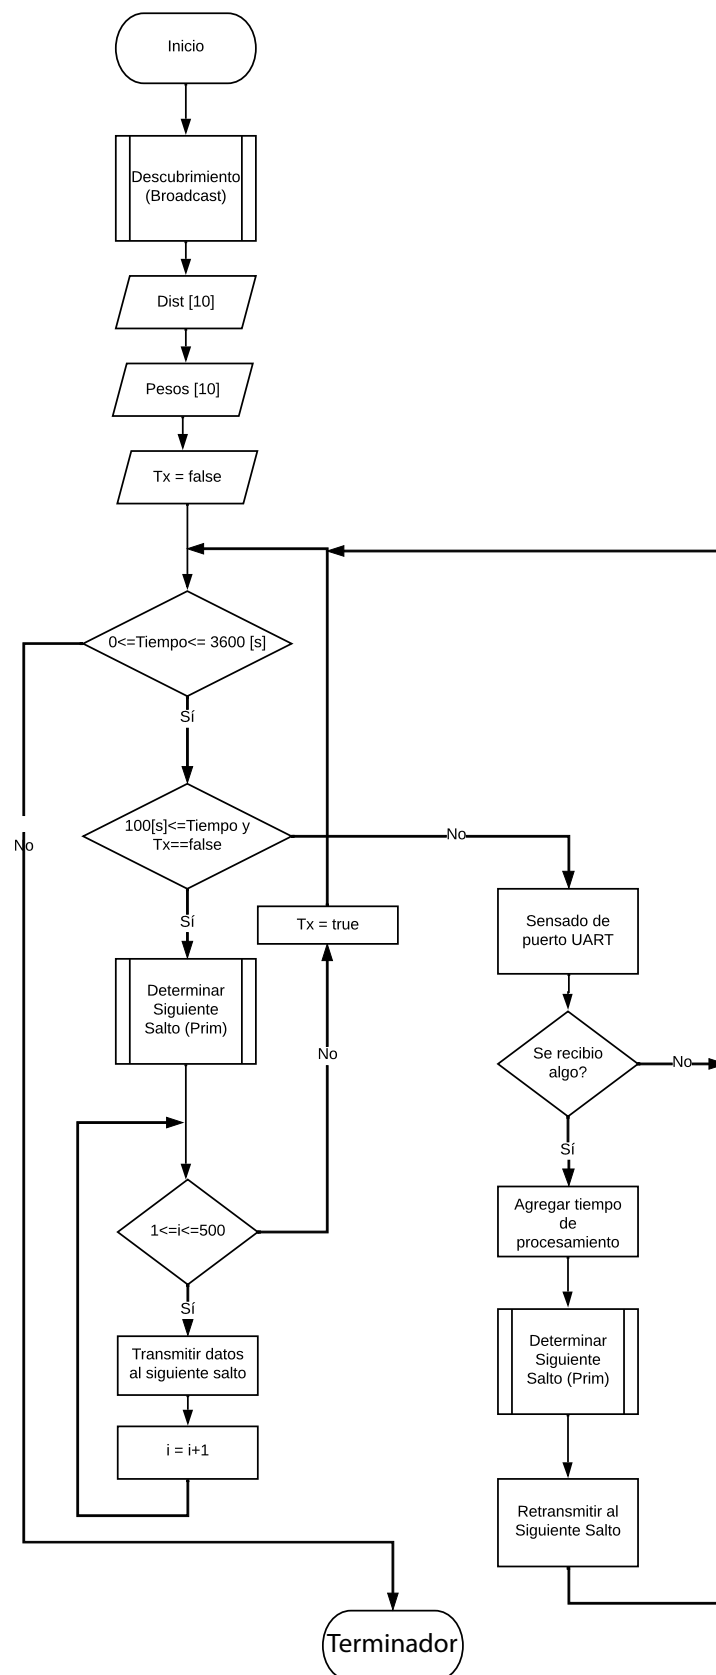 Inicio
Descubrimiento
(Broadcast)
Dist [10]
Pesos [10]
Tx = false
0<=Tiempo<= 3600 [s]
Sí
No
100[s]<=Tiempo y
Tx==false
No
Sí
Tx = true
Sensado de
puerto UART
Determinar
Siguiente
Salto (Prim)
No
Se recibio
algo?
No
Sí
1<=i<=500
Agregar tiempo
de
procesamiento
Sí
Transmitir datos
al siguiente salto
Determinar
Siguiente
Salto (Prim)
i = i+1
Retransmitir al
Siguiente Salto
Terminador